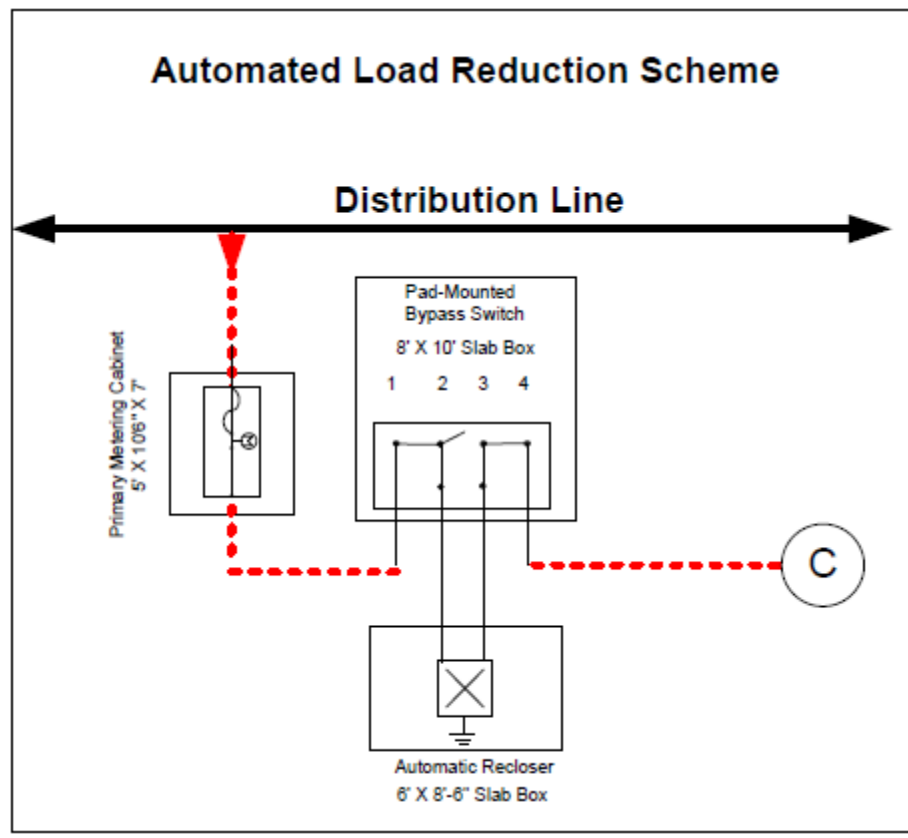 Automated Load Reduction Scheme
Distribution Line
Pad-Mounted
Bypass Switch
8' X 10' Slab Box
1 2 3 4
Primary Metering Cabinet
5' X 10'6" X 7'
M
C
Automatic Recloser
6' X 8'-6" Slab Box